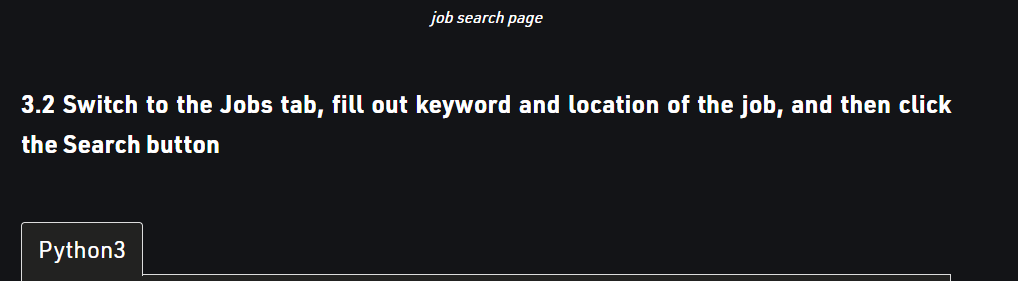 job search page
3.2 Switch to the Jobs tab, fill out keyword and location of the job, and then click
the Search button
Python3